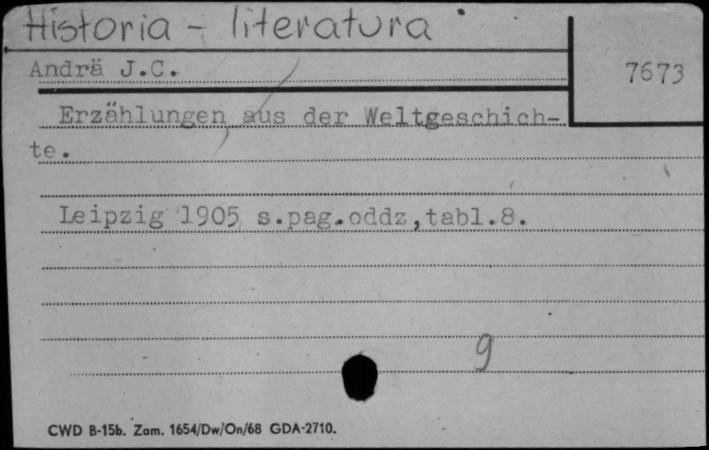 Historia - literatura
Andrä J.C.
7673
Erzählungen aus der Weltgeschich-
te.
Leipzig 1905 s.pag.oddz,tabl.8.
g
CWD B-15b. Zam. 1654/Dw/On/68 GDA-2710.